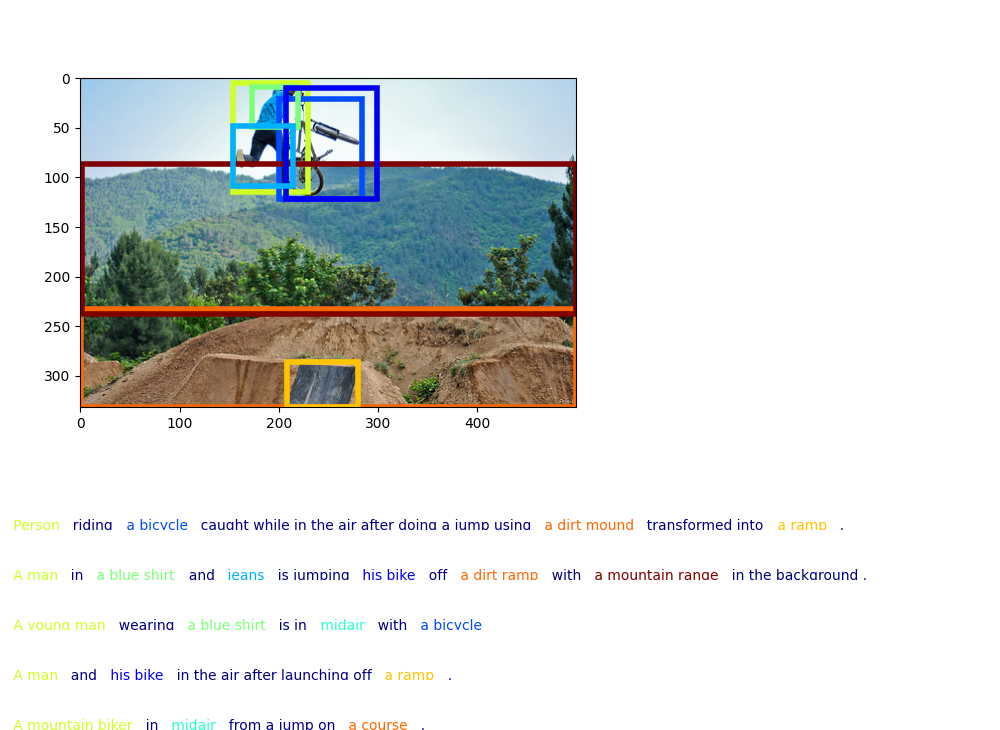 0
50
100
150
200
250
300
0 100 200 300 400
Person riding a bicycle caught while in the air after doing a jump using a dirt mound transformed into a ramp .
A man in a blue shirt and jeans is jumping his bike off a dirt ramp with a mountain range in the background .
A young man wearing a blue shirt is in midair with a bicycle
A man and his bike in the air after launching off a ramp .
A mountain biker in midair from a jump on a course .